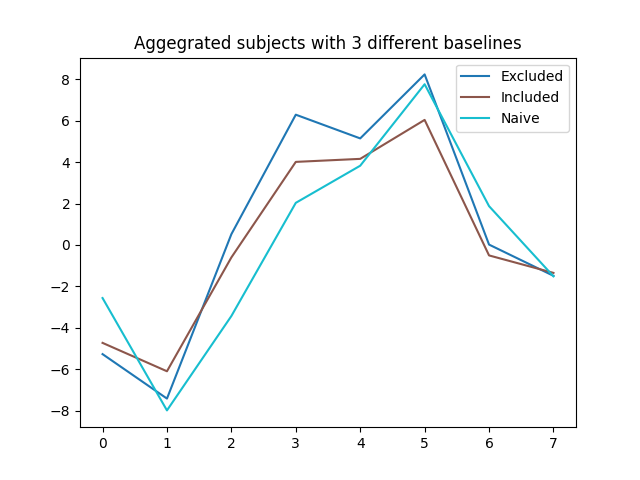 Aggegrated subjects with 3 different baselines
Excluded
Included
Naive
8
6
4
2
0
−2
−4
−6
−8
0 1 2 3 4 5 6 7